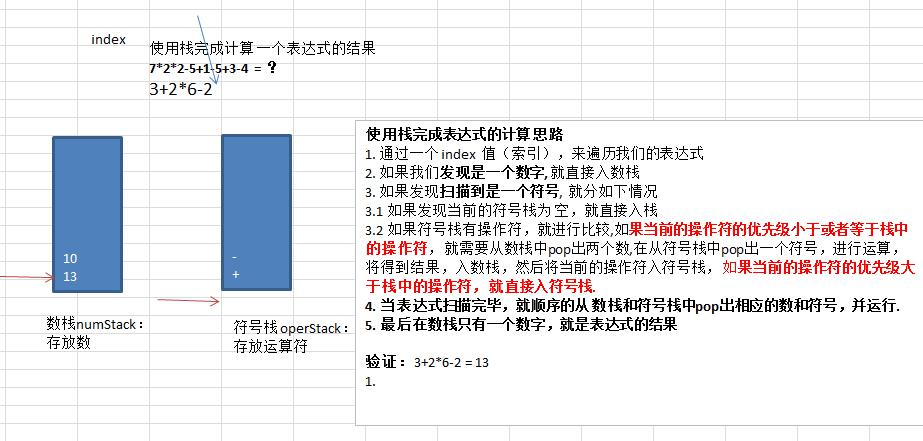 index
使用栈完成计算 一个表达式的结果
7*2*2-5+1-5+3-4 = ?
3+2*6-2
10
13
-
+
数栈numStack：
存放数
符号栈operStack：
存放运算符
使用栈完成表达式的计算 思路
1. 通过一个 index 值（索引），来遍历我们的表达式
2. 如果我们发现是一个数字, 就直接入数栈
3. 如果发现扫描到是一个符号, 就分如下情况
3.1 如果发现当前的符号栈为 空，就直接入栈
3.2 如果符号栈有操作符，就进行比较,如果当前的操作符的优先级小于或者等于栈中
的操作符，就需要从数栈中pop出两个数,在从符号栈中pop出一个符号，进行运算，
将得到结果，入数栈，然后将当前的操作符入符号栈，如果当前的操作符的优先级大
于栈中的操作符，就直接入符号栈.
4. 当表达式扫描完毕，就顺序的从 数栈和符号栈中pop出相应的数和符号，并运行.
5. 最后在数栈只有一个数字，就是表达式的结果
验证：3+2*6-2 = 13
1.